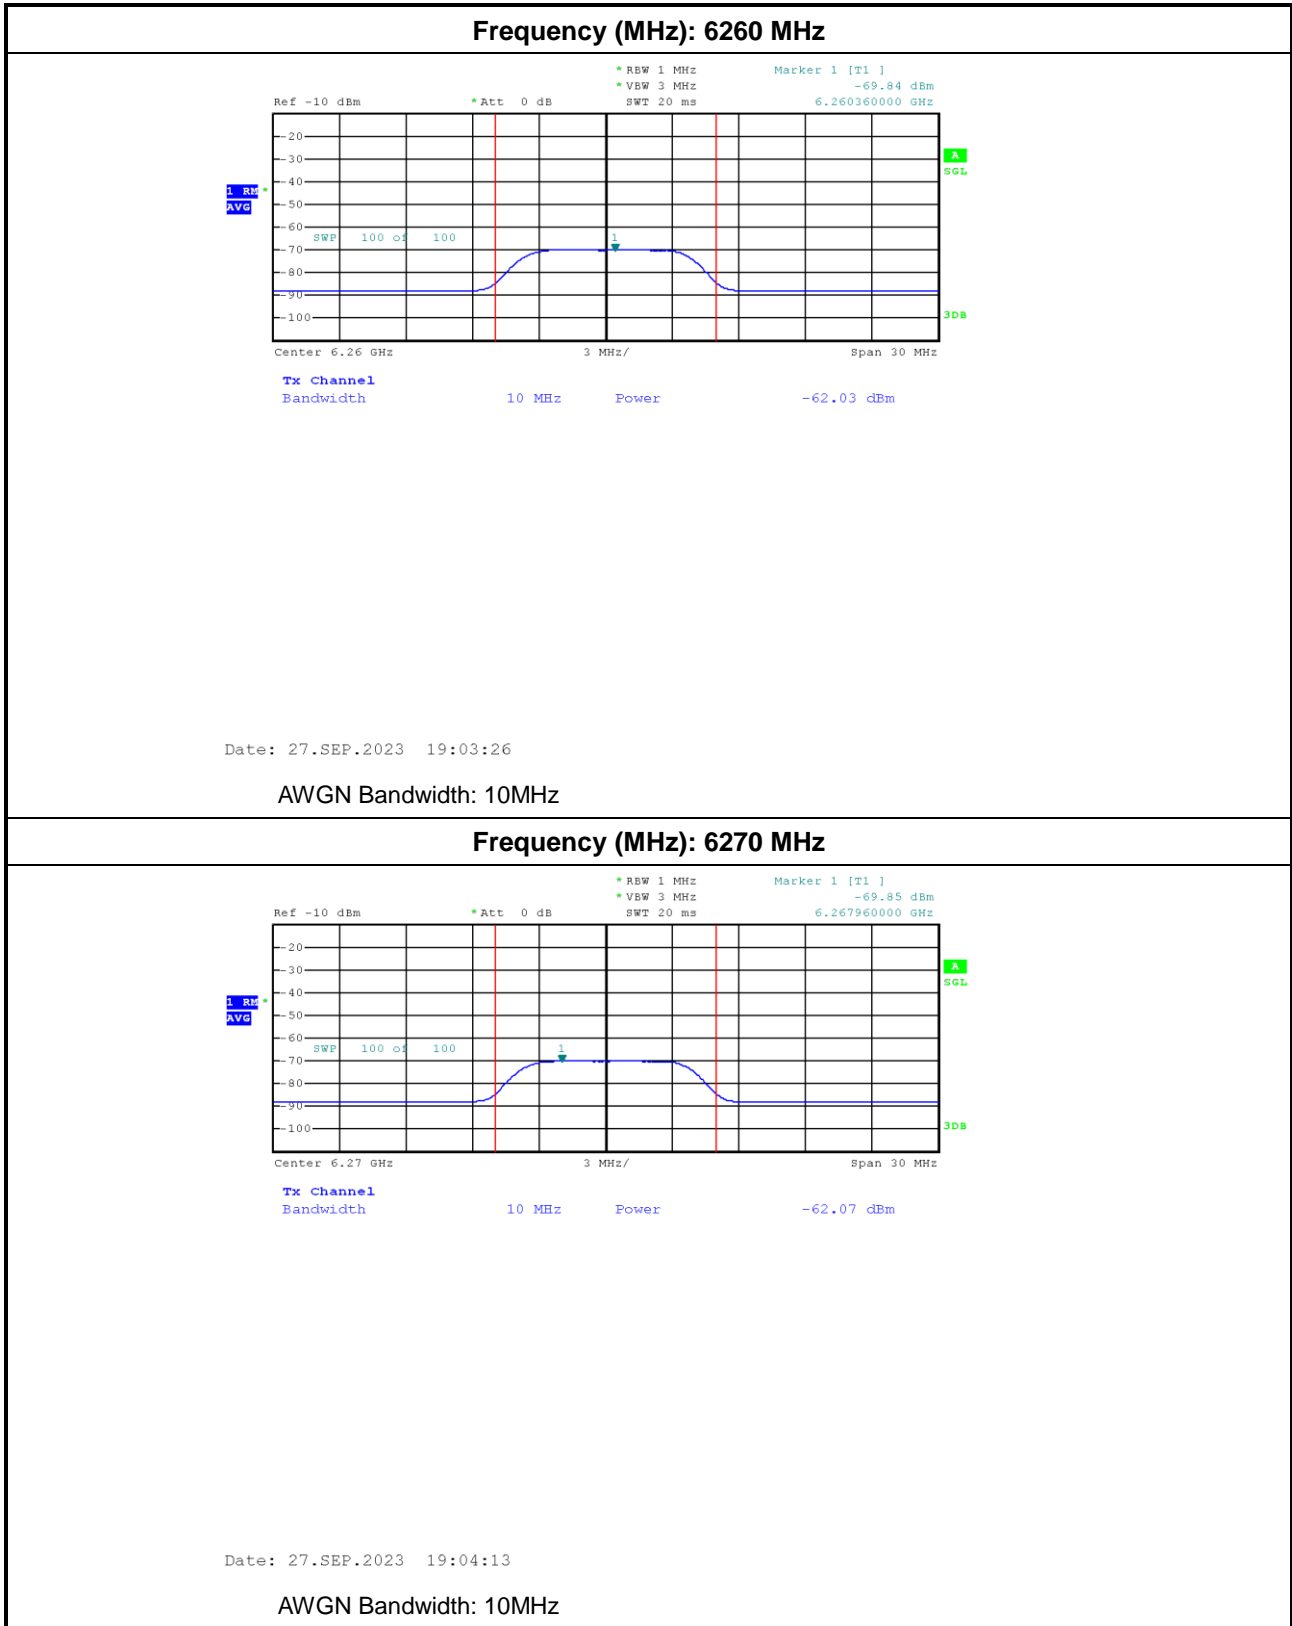 Frequency (MHz): 6260 MHz
* RBW 1 MHz Marker 1 [T1 ]
* VBW 3 MHz -69.84 dBm
Ref -10 dBm * Att 0 dB SWT 20 ms 6.260360000 GHz
-20
A
-30
SGL
-40
1 RM *
AVG
-50
-60
SWP 100 of 100 1
-70
-80
-90
-100
3DB
Center 6.26 GHz 3 MHz/ Span 30 MHz
Tx Channel
Bandwidth 10 MHz Power -62.03 dBm
Date: 27.SEP.2023 19:03:26
AWGN Bandwidth: 10MHz
Frequency (MHz): 6270 MHz
* RBW 1 MHz Marker 1 [T1 ]
* VBW 3 MHz -69.85 dBm
Ref -10 dBm * Att 0 dB SWT 20 ms 6.267960000 GHz
-20
A
-30
SGL
-40
1 RM *
AVG
-50
-60
SWP 100 of 100 1
-70
-80
-90
-100
3DB
Center 6.27 GHz 3 MHz/ Span 30 MHz
Tx Channel
Bandwidth 10 MHz Power -62.07 dBm
Date: 27.SEP.2023 19:04:13
AWGN Bandwidth: 10MHz